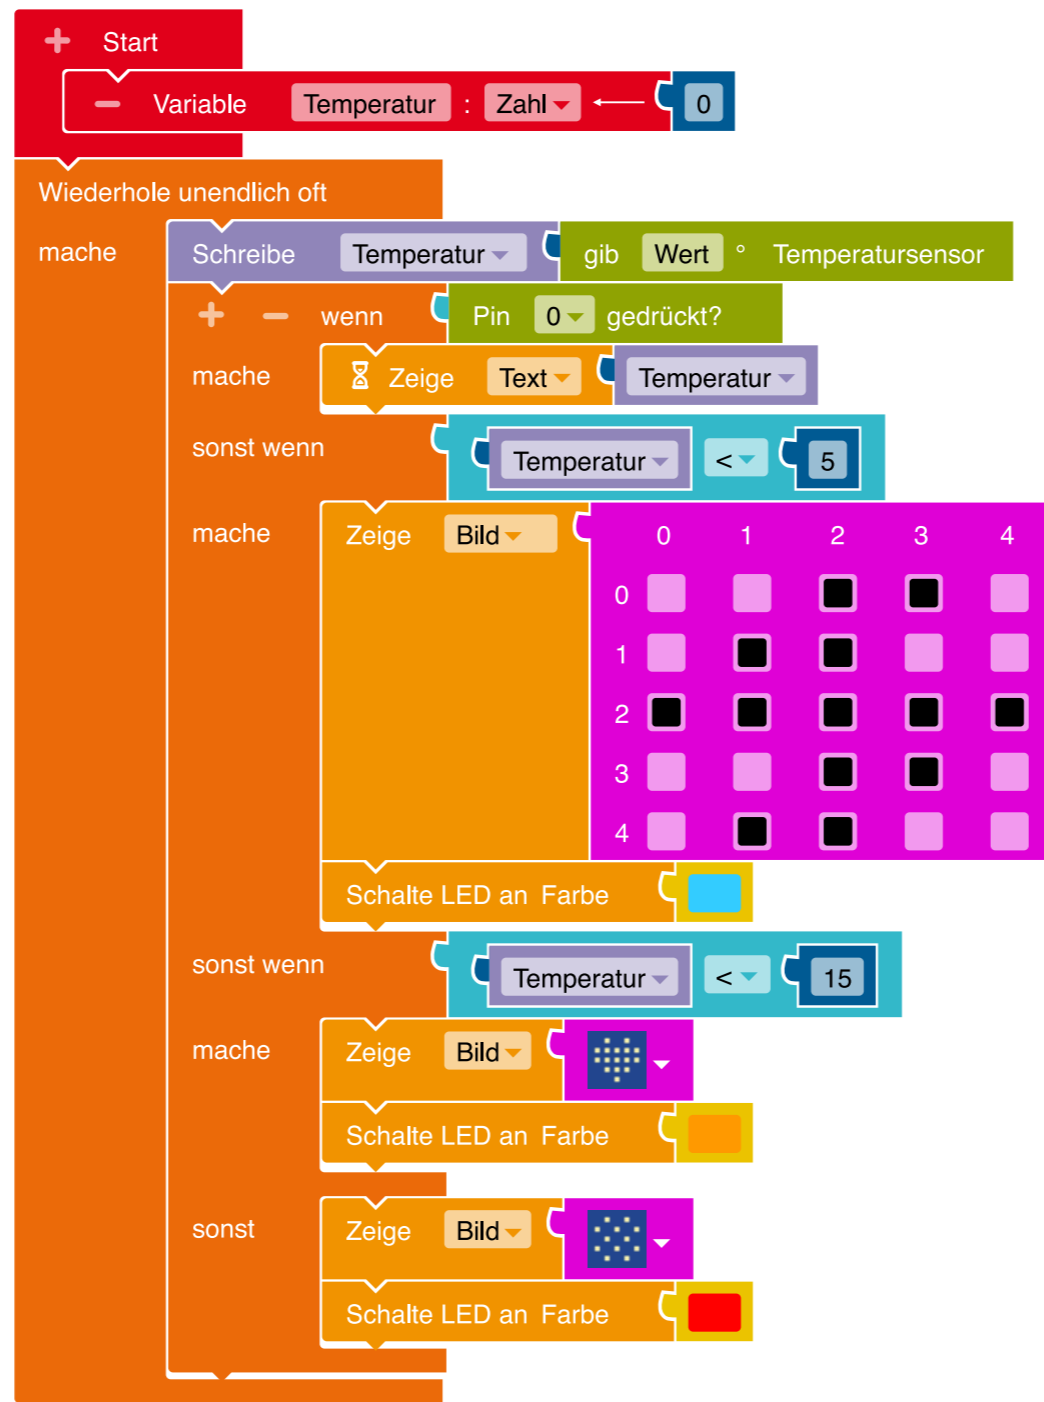 + Start
− Variable Temperatur : Zahl ← 0
Wiederhole unendlich oft
mache Schreibe Temperatur gib Wert ° Temperatursensor
+ − wenn Pin 0 gedrückt?
mache Zeige Text Temperatur
sonst wenn Temperatur < 5
mache Zeige Bild 0 1 2 3 4
0
1
2
3
4
Schalte LED an Farbe
sonst wenn Temperatur < 15
mache Zeige Bild
Schalte LED an Farbe
sonst Zeige Bild
Schalte LED an Farbe